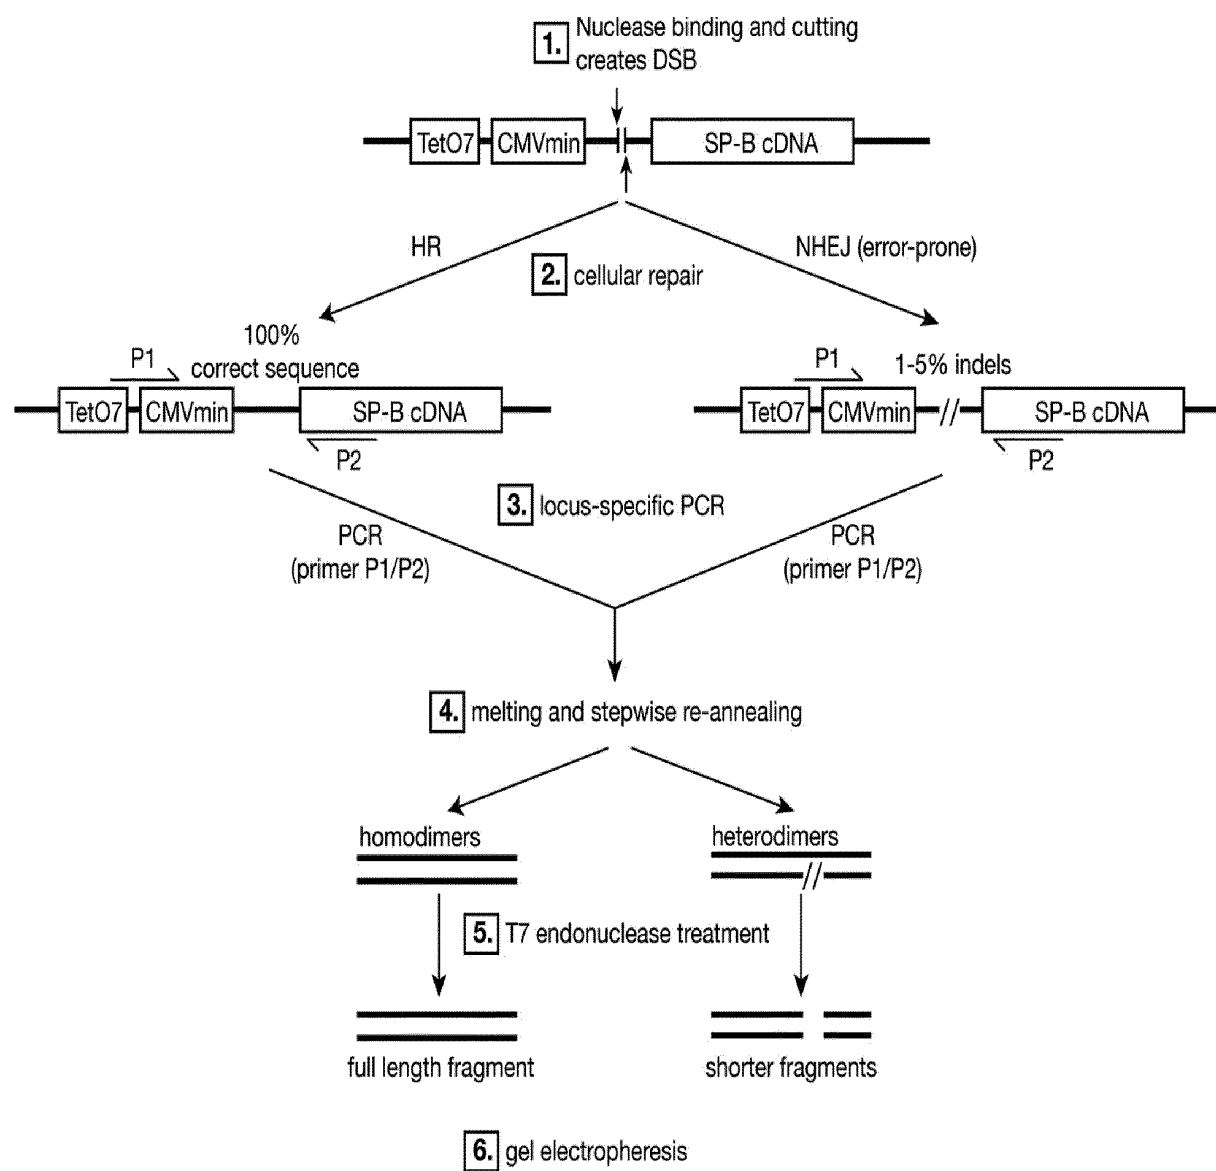 1. Nuclease binding and cutting
creates DSB
TetO7 CMVmin SP-B cDNA
HR NHEJ (error-prone)
2. cellular repair
100%
correct sequence
P1
TetO7 CMVmin SP-B cDNA
P2
P1 1-5% indels
TetO7 CMVmin // SP-B cDNA
P2
3. locus-specific PCR
PCR
(primer P1/P2)
PCR
(primer P1/P2)
4. melting and stepwise re-annealing
homodimers heterodimers
5. T7 endonuclease treatment
full length fragment shorter fragments
6. gel electropheresis